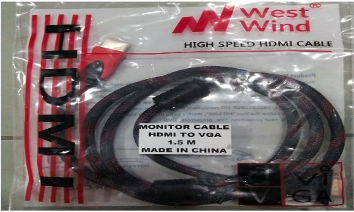 West
Wind®
HIGH SPEED HDMI CABLE
HDMI
MONITOR CABLE
HDMI TO VGA
1.5 M
MADE IN CHINA